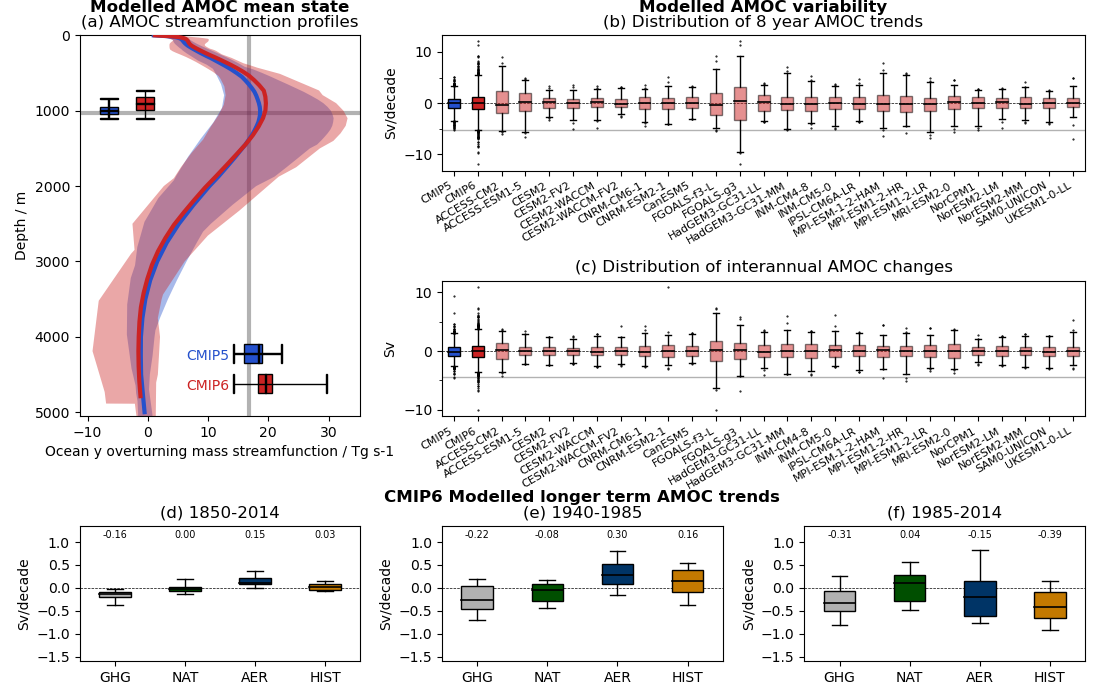 Modelled AMOC mean state
(a) AMOC streamfunction profiles
0
1000
2000
3000
4000
5000
Depth / m
CMIP5
CMIP6
−10 0 10 20 30
Ocean y overturning mass streamfunction / Tg s-1
Modelled AMOC variability
(b) Distribution of 8 year AMOC trends
10
0
−10
Sv/decade
CMIP5
CMIP6
ACCESS-CM2
ACCESS-ESM1-5
CESM2
CESM2-FV2
CESM2-WACCM
CESM2-WACCM-FV2
CNRM-CM6-1
CNRM-ESM2-1
CanESM5
FGOALS-f3-L
FGOALS-g3
HadGEM3-GC31-LL
HadGEM3-GC31-MM
INM-CM4-8
INM-CM5-0
IPSL-CM6A-LR
MPI-ESM-1-2-HAM
MPI-ESM1-2-HR
MPI-ESM1-2-LR
MRI-ESM2-0
NorCPM1
NorESM2-LM
NorESM2-MM
SAM0-UNICON
UKESM1-0-LL
(c) Distribution of interannual AMOC changes
10
0
−10
Sv
CMIP5
CMIP6
ACCESS-CM2
ACCESS-ESM1-5
CESM2
CESM2-FV2
CESM2-WACCM
CESM2-WACCM-FV2
CNRM-CM6-1
CNRM-ESM2-1
CanESM5
FGOALS-f3-L
FGOALS-g3
HadGEM3-GC31-LL
HadGEM3-GC31-MM
INM-CM4-8
INM-CM5-0
IPSL-CM6A-LR
MPI-ESM-1-2-HAM
MPI-ESM1-2-HR
MPI-ESM1-2-LR
MRI-ESM2-0
NorCPM1
NorESM2-LM
NorESM2-MM
SAM0-UNICON
UKESM1-0-LL
CMIP6 Modelled longer term AMOC trends
(d) 1850-2014
-0.16 0.00 0.15 0.03
1.0
0.5
0.0
−0.5
−1.0
−1.5
Sv/decade
GHG NAT AER HIST
(e) 1940-1985
-0.22 -0.08 0.30 0.16
1.0
0.5
0.0
−0.5
−1.0
−1.5
Sv/decade
GHG NAT AER HIST
(f) 1985-2014
-0.31 0.04 -0.15 -0.39
1.0
0.5
0.0
−0.5
−1.0
−1.5
Sv/decade
GHG NAT AER HIST